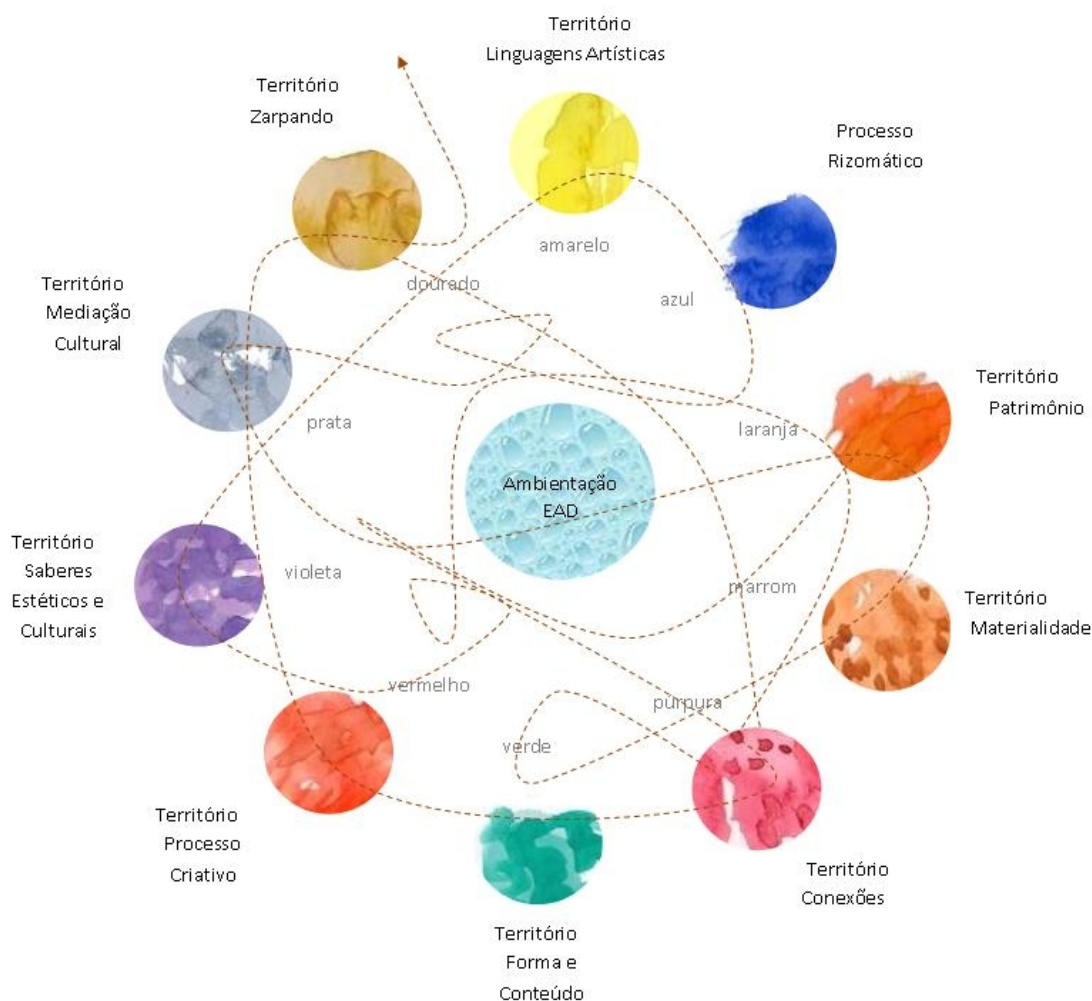 Território
Linguagens Artísticas
Território
Zarpando
Processo
Rizomático
amarelo
dourado
azul
Território
Mediação
Cultural
Território
Patrimônio
prata
laranja
Ambientação
EAD
Território
Saberes
Estéticos e
Culturais
violeta
marrom
Território
Materialidade
vermelho
purpura
verde
Território
Processo
Criativo
Território
Conexões
Território
Forma e
Conteúdo